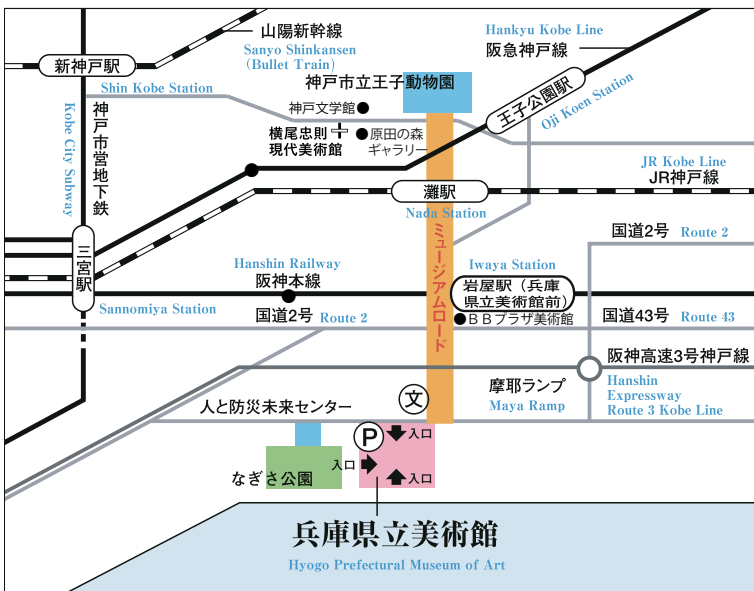 山陽新幹線
Sanyo Shinkansen
(Bullet Train)
Hankyu Kobe Line
阪急神戸線
新神戸駅
Shin Kobe Station
神戸市立王子動物園
神戸文学館
横尾忠則
現代美術館
原田の森
ギャラリー
王子公園駅
Oji Koen Station
Kobe City Subway
神戸市営地下鉄
JR Kobe Line
JR神戸線
灘駅
Nada Station
ミュージアムロード
三宮駅
Sannomiya Station
Hanshin Railway
阪神本線
Iwaya Station
岩屋駅(兵庫
県立美術館前)
国道2号 Route 2
国道2号 Route 2
BBプラザ美術館
国道43号 Route 43
阪神高速3号神戸線
Hanshin
Expressway
Route 3 Kobe Line
摩耶ランプ
Maya Ramp
文
人と防災未来センター
P
入口
入口
入口
なぎさ公園
兵庫県立美術館
Hyogo Prefectural Museum of Art